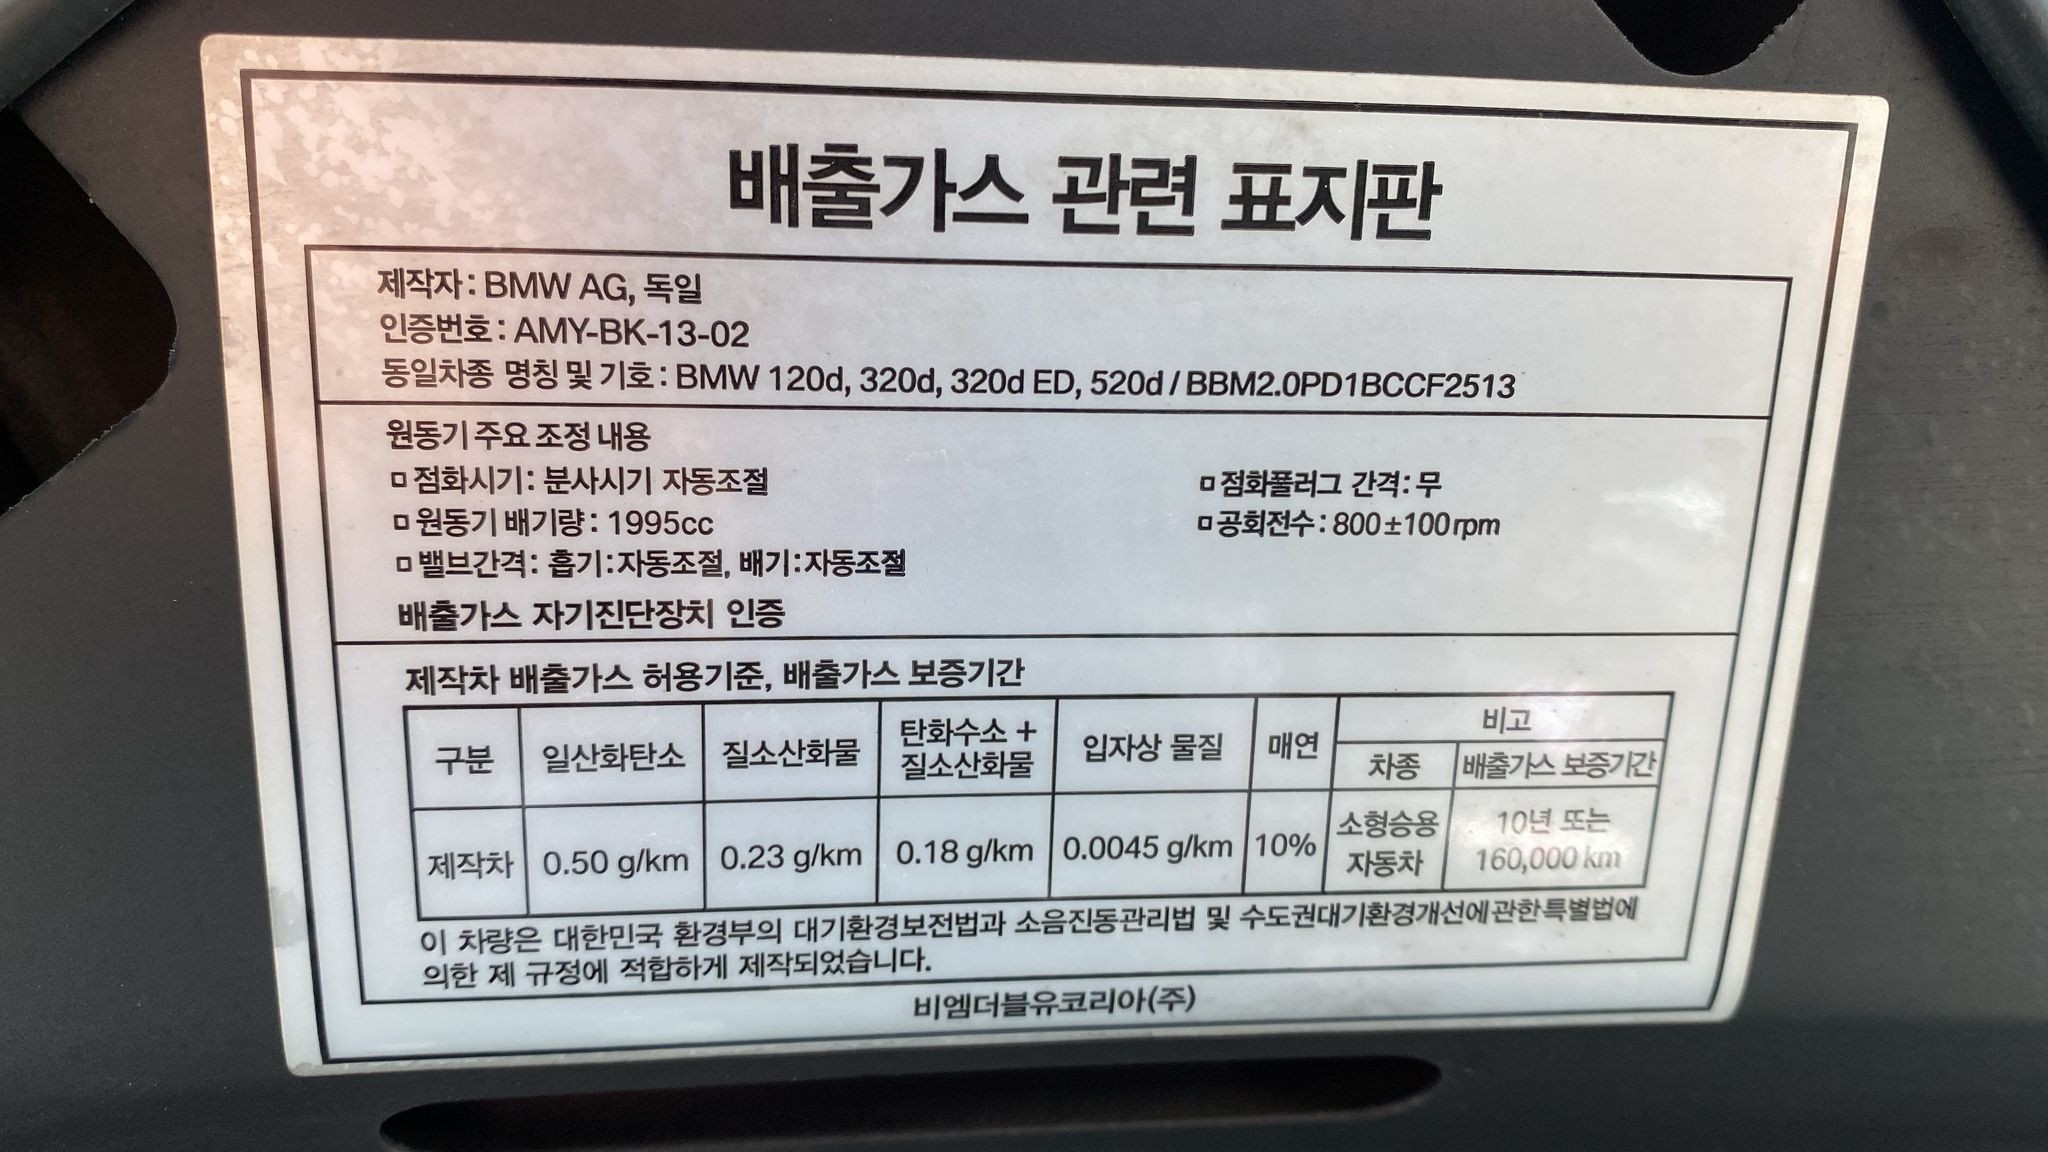 배출가스 관련 표지판
제작자 : BMW AG, 독일
인증번호 : AMY-BK-13-02
동일차종 명칭 및 기호 : BMW 120d, 320d, 320d ED, 520d / BBM2.0PD1BCCF2513
원동기 주요 조정 내용
□ 점화시기 : 분사시기 자동조절
□ 점화풀러그 간격 : 무
□ 원동기 배기량 : 1995cc
□ 공회전수 : 800±100rpm
□ 밸브간격 : 흡기 : 자동조절, 배기 : 자동조절
배출가스 자기진단장치 인증
제작차 배출가스 허용기준, 배출가스 보증기간
구분 일산화탄소 질소산화물 탄화수소 + 질소산화물 입자상 물질 매연 비고
차종 배출가스 보증기간
제작차 0.50 g/km 0.23 g/km 0.18 g/km 0.0045 g/km 10% 소형승용 자동차 10년 또는 160,000 km
이 차량은 대한민국 환경부의 대기환경보전법과 소음진동관리법 및 수도권대기환경개선에관한특별법에
의한 제 규정에 적합하게 제작되었습니다.
비엠더블유코리아(주)